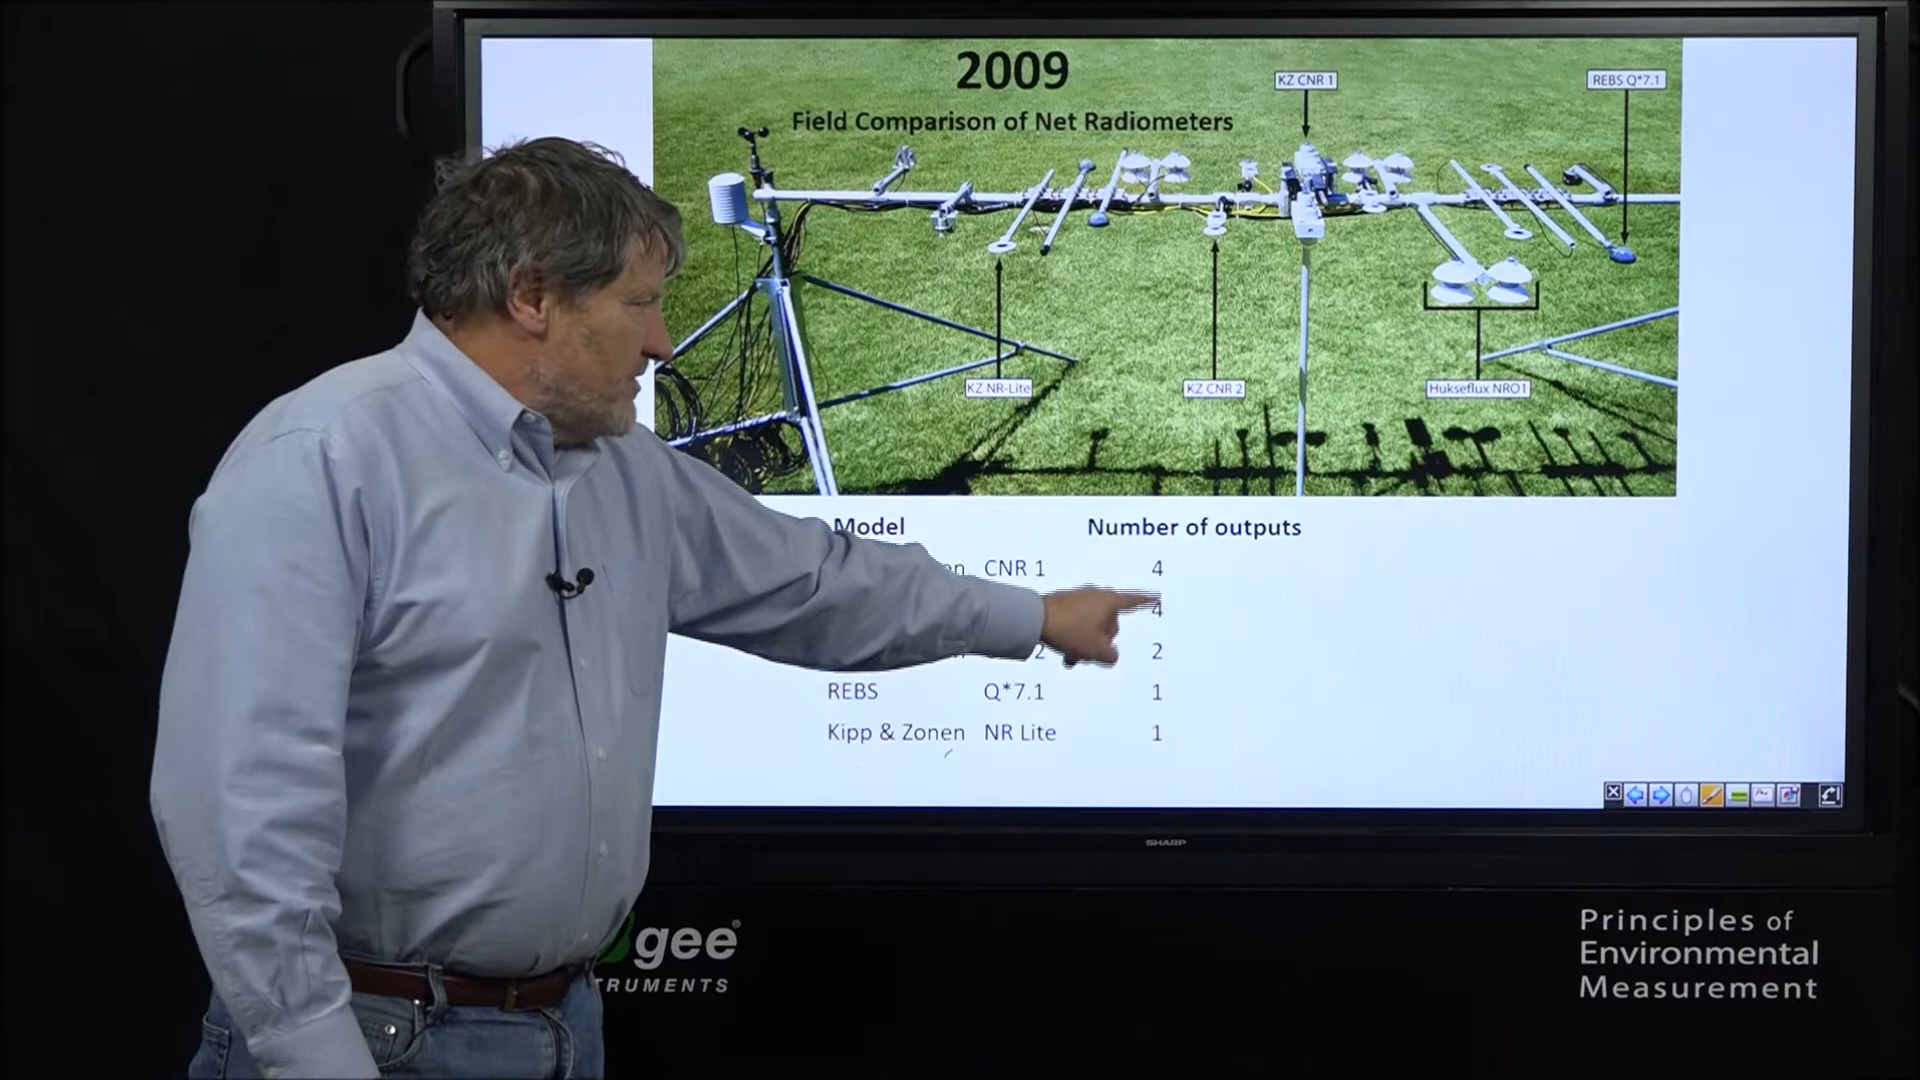 2009
Field Comparison of Net Radiometers
KZ CNR 1
REBS Q*7.1
KZ NR-Lite
KZ CNR 2
Hukseflux NR01
Model Number of outputs
CNR 1 4
4
2 2
REBS Q*7.1 1
Kipp & Zonen NR Lite 1
SHARP
gee
TRUMENTS
Principles of
Environmental
Measurement